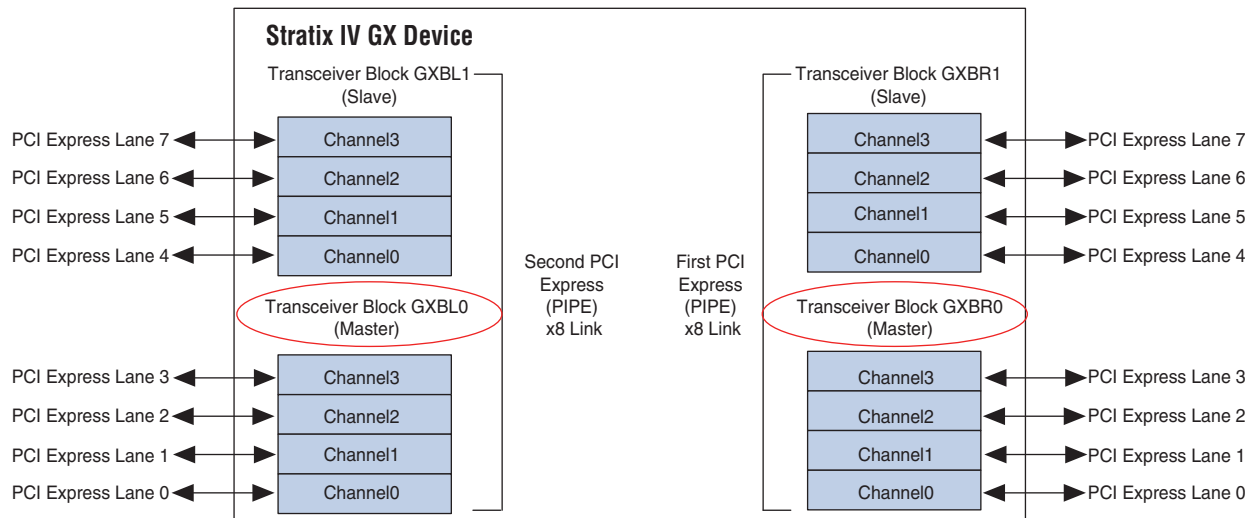 Stratix IV GX Device
Transceiver Block GXBL1
(Slave)
Transceiver Block GXBR1
(Slave)
PCI Express Lane 7
Channel3
Channel3
PCI Express Lane 7
PCI Express Lane 6
Channel2
Channel2
PCI Express Lane 6
PCI Express Lane 5
Channel1
Channel1
PCI Express Lane 5
PCI Express Lane 4
Channel0
Channel0
PCI Express Lane 4
Second PCI
Express
(PIPE)
x8 Link
First PCI
Express
(PIPE)
x8 Link
Transceiver Block GXBL0
(Master)
Transceiver Block GXBR0
(Master)
PCI Express Lane 3
Channel3
Channel3
PCI Express Lane 3
PCI Express Lane 2
Channel2
Channel2
PCI Express Lane 2
PCI Express Lane 1
Channel1
Channel1
PCI Express Lane 1
PCI Express Lane 0
Channel0
Channel0
PCI Express Lane 0